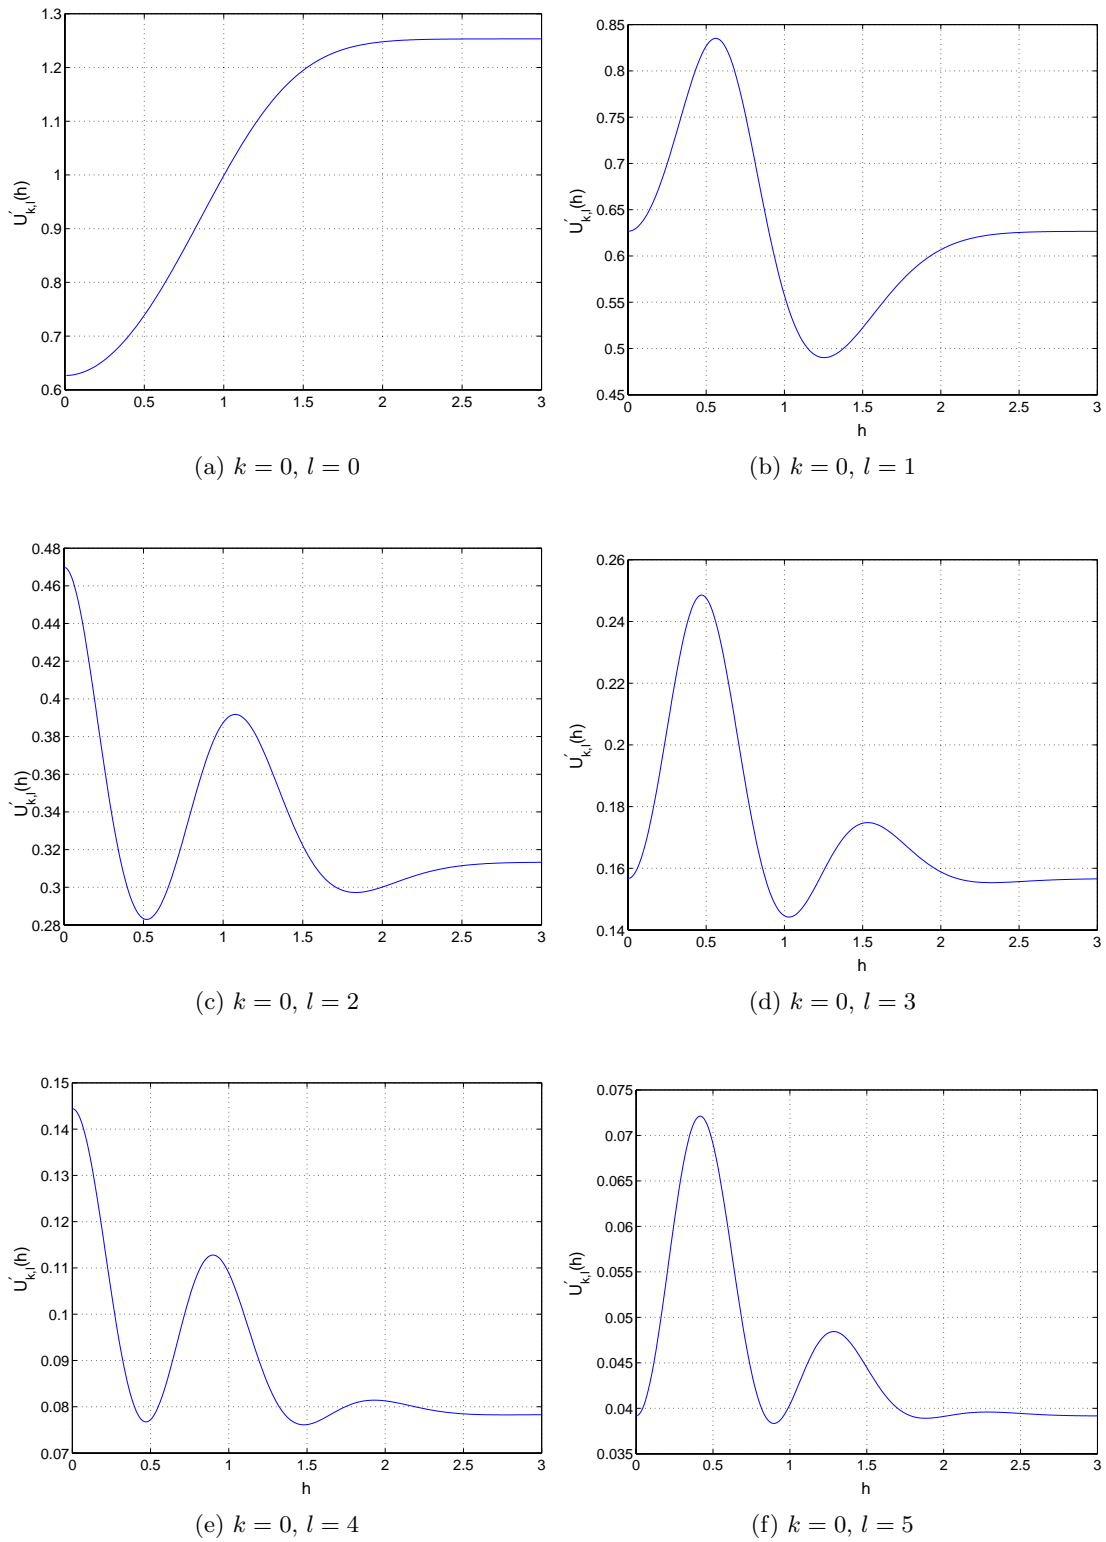 1.3
1.2
1.1
1
0.9
0.8
0.7
0.6
U′k,l(h)
0 0.5 1 1.5 2 2.5 3
(a) k = 0, l = 0
0.85
0.8
0.75
0.7
0.65
0.6
0.55
0.5
0.45
U′k,l(h)
0 0.5 1 1.5 2 2.5 3
h
(b) k = 0, l = 1
0.48
0.46
0.44
0.42
0.4
0.38
0.36
0.34
0.32
0.3
0.28
U′k,l(h)
0 0.5 1 1.5 2 2.5 3
(c) k = 0, l = 2
0.26
0.24
0.22
0.2
0.18
0.16
0.14
U′k,l(h)
0 0.5 1 1.5 2 2.5 3
h
(d) k = 0, l = 3
0.15
0.14
0.13
0.12
0.11
0.1
0.09
0.08
0.07
U′k,l(h)
0 0.5 1 1.5 2 2.5 3
h
(e) k = 0, l = 4
0.075
0.07
0.065
0.06
0.055
0.05
0.045
0.04
0.035
U′k,l(h)
0 0.5 1 1.5 2 2.5 3
h
(f) k = 0, l = 5